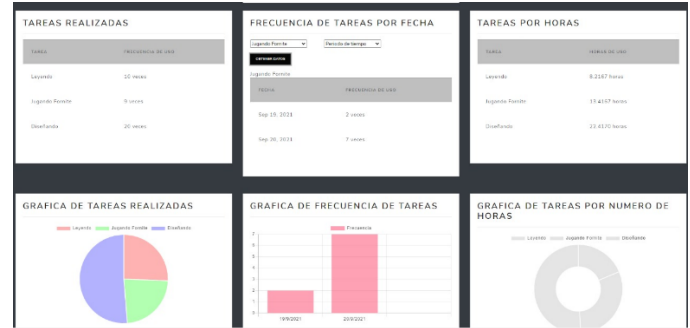 TAREAS REALIZADAS
TAREA FRECUENCIA DE USO
Leyendo 10 veces
Jugando Fornite 9 veces
Diseñando 20 veces
FRECUENCIA DE TAREAS POR FECHA
Jugando Fornite Periodo de tiempo
OBTENER DATOS
Jugando Fornite
FECHA FRECUENCIA DE USO
Sep 19, 2021 2 veces
Sep 20, 2021 7 veces
TAREAS POR HORAS
TAREA HORAS DE USO
Leyendo 8.2167 horas
Jugando Fornite 13.4167 horas
Diseñando 23.4170 horas
GRAFICA DE TAREAS REALIZADAS
Leyendo Jugando Fornite Diseñando
GRAFICA DE FRECUENCIA DE TAREAS
Frecuencia
7
6
5
4
3
2
1
0
19/9/2021 20/9/2021
GRAFICA DE TAREAS POR NUMERO DE
HORAS
Leyendo Jugando Fornite Diseñando